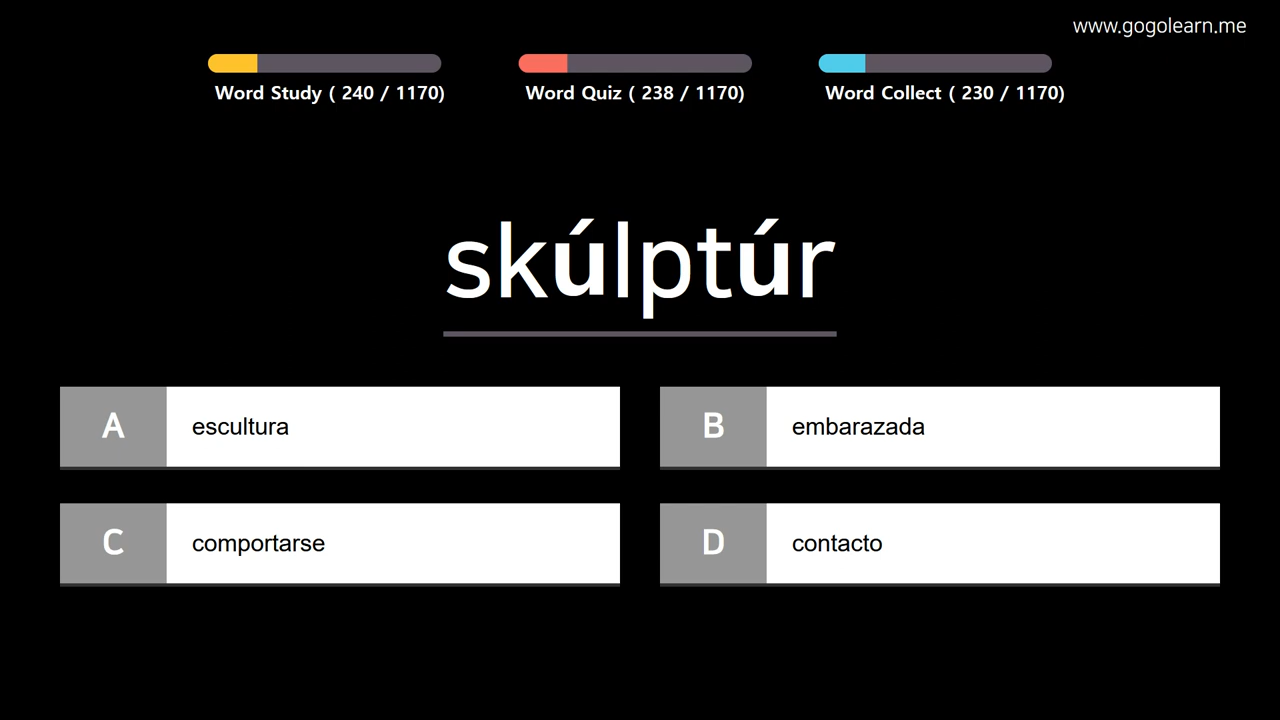 www.gogolearn.me
Word Study ( 240 / 1170)
Word Quiz ( 238 / 1170)
Word Collect ( 230 / 1170)
skúlptúr
A escultura
B embarazada
C comportarse
D contacto